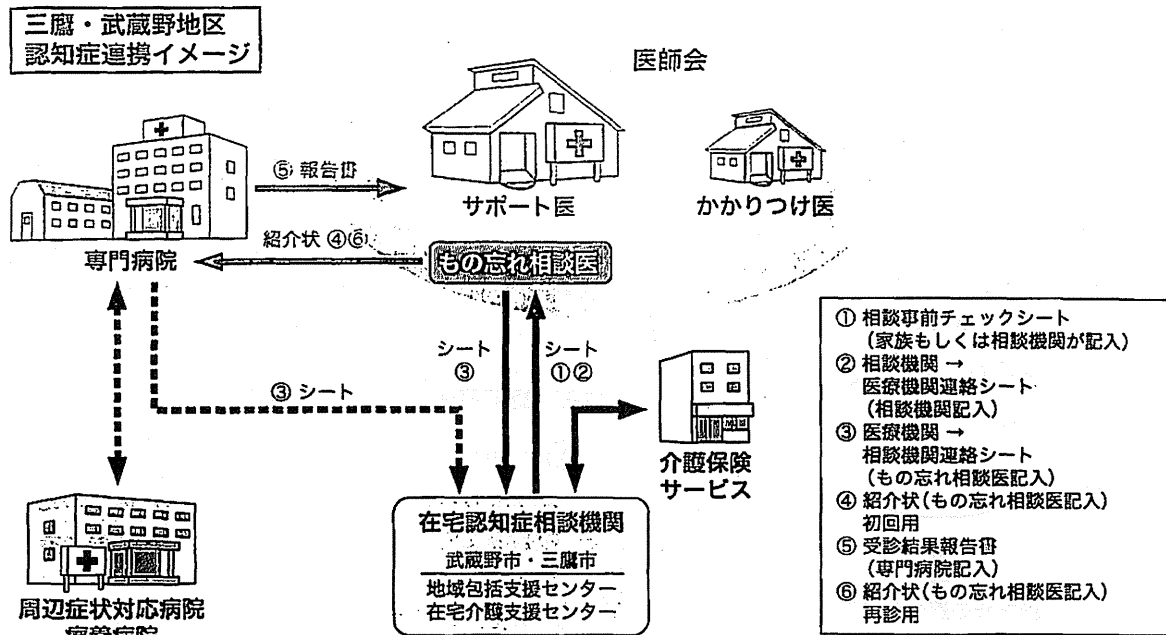 三鷹・武蔵野地区
認知症連携イメージ
医師会
⑤ 報告書
サポート医
かかりつけ医
専門病院
紹介状 ④⑥
もの忘れ相談医
シート
③
シート
①②
③ シート
介護保険
サービス
在宅認知症相談機関
武蔵野市・三鷹市
地域包括支援センター
在宅介護支援センター
周辺症状対応病院
① 相談事前チェックシート
(家族もしくは相談機関が記入)
② 相談機関 →
医療機関連絡シート
(相談機関記入)
③ 医療機関 →
相談機関連絡シート
(もの忘れ相談医記入)
④ 紹介状(もの忘れ相談医記入)
初回用
⑤ 受診結果報告書
(専門病院記入)
⑥ 紹介状(もの忘れ相談医記入)
再診用